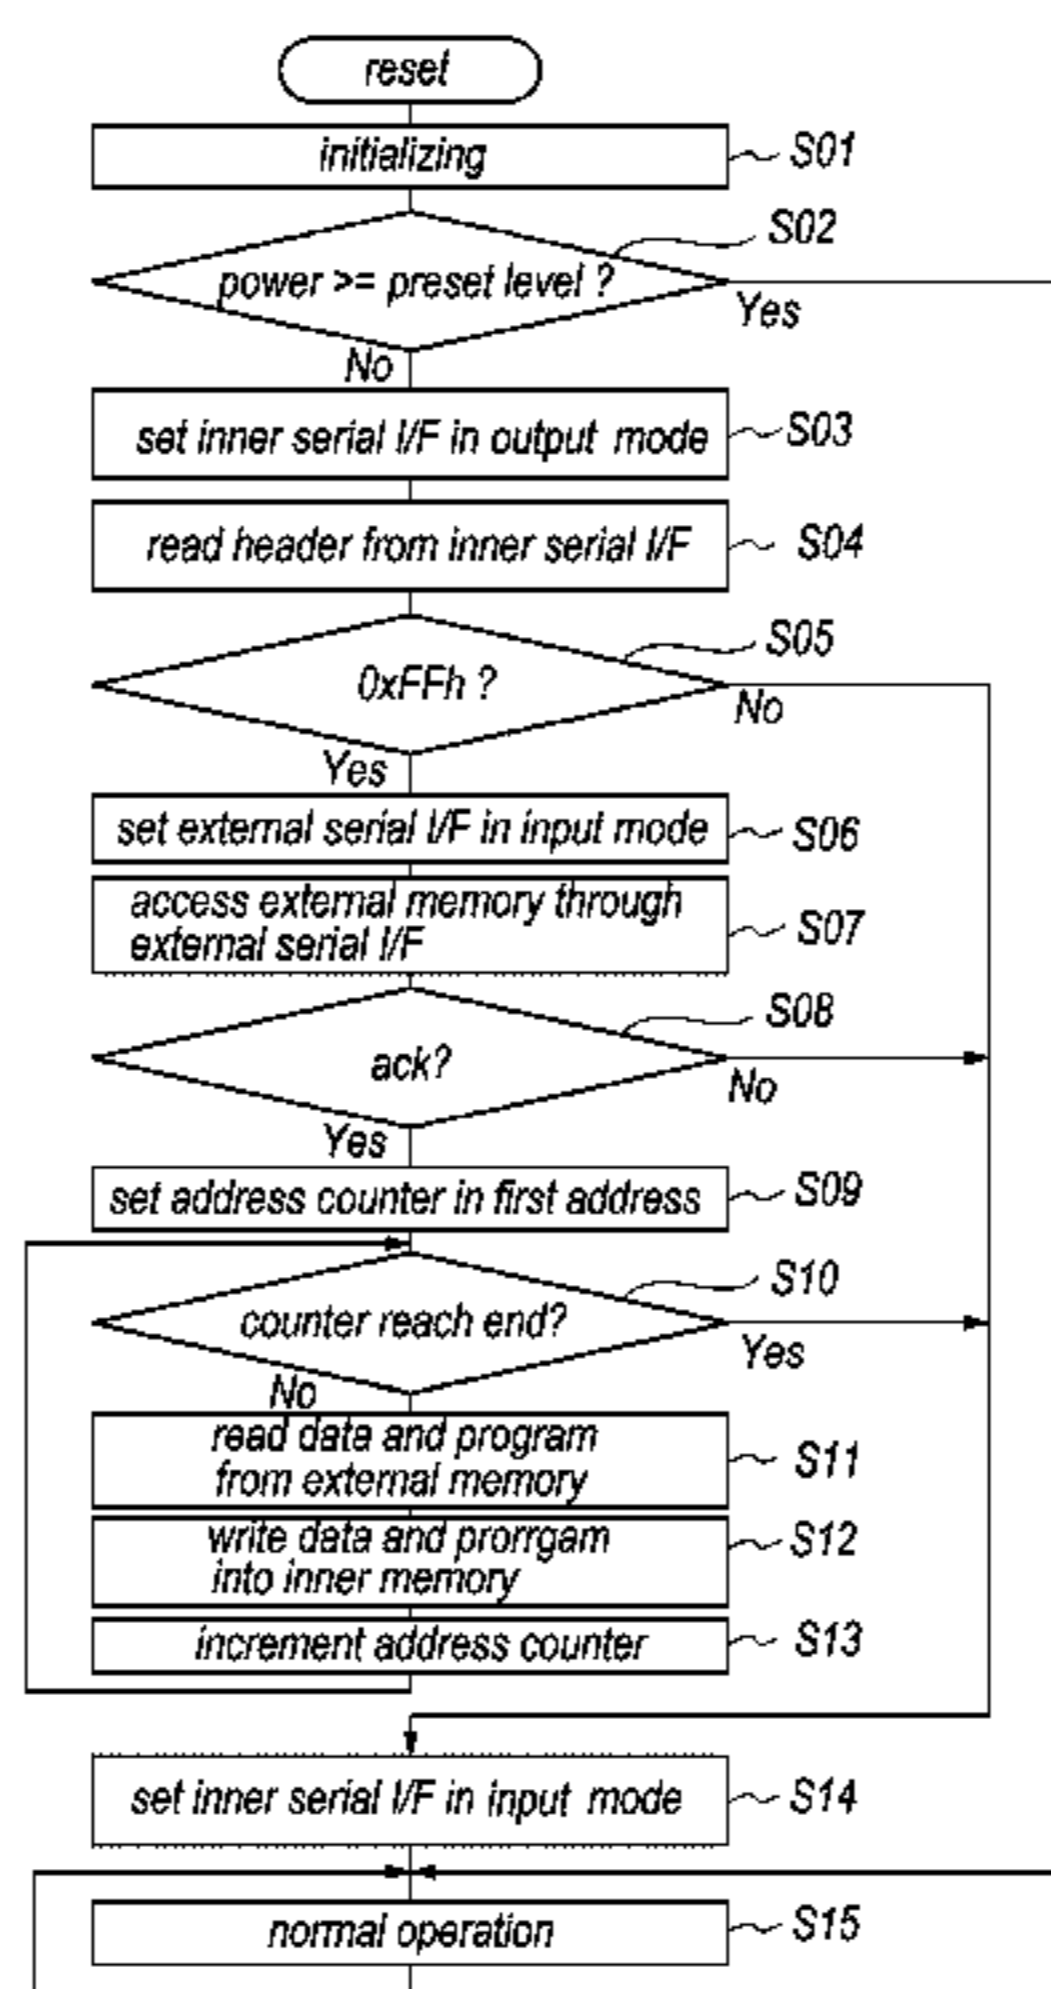 reset
initializing
S01
S02
power >= preset level ?
Yes
No
set inner serial I/F in output mode
S03
read header from inner serial I/F
S04
S05
0xFFh ?
No
Yes
set external serial I/F in input mode
S06
access external memory through
external serial I/F
S07
S08
ack?
No
Yes
set address counter in first address
S09
S10
counter reach end?
Yes
No
read data and program
from external memory
S11
write data and prorrgam
into inner memory
S12
increment address counter
S13
set inner serial I/F in input mode
S14
normal operation
S15